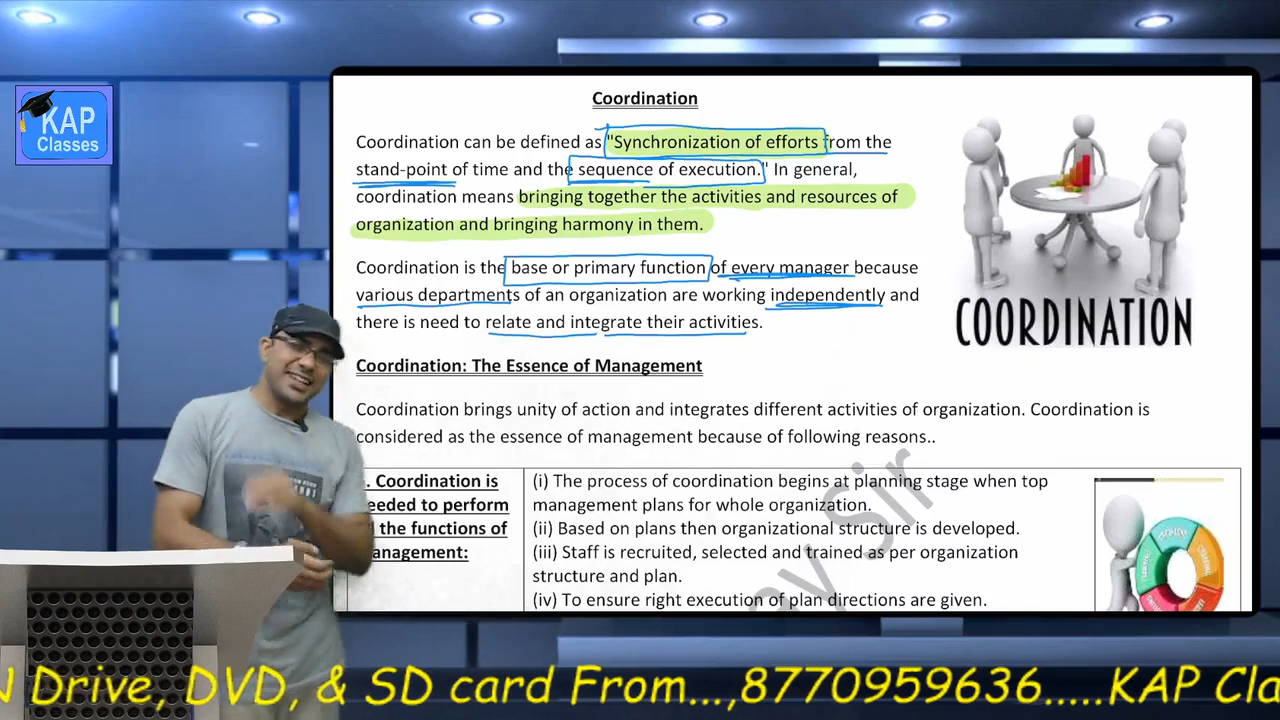 KAP
Classes
Coordination
Coordination can be defined as "Synchronization of efforts from the
stand-point of time and the sequence of execution." In general,
coordination means bringing together the activities and resources of
organization and bringing harmony in them.
Coordination is the base or primary function of every manager because
various departments of an organization are working independently and
there is need to relate and integrate their activities.
COORDINATION
Coordination: The Essence of Management
Coordination brings unity of action and integrates different activities of organization. Coordination is
considered as the essence of management because of following reasons..
. Coordination is
eeded to perform
the functions of
anagement:
(i) The process of coordination begins at planning stage when top
management plans for whole organization.
(ii) Based on plans then organizational structure is developed.
(iii) Staff is recruited, selected and trained as per organization
structure and plan.
(iv) To ensure right execution of plan directions are given.
ay Sir
N Drive, DVD, & SD card From...,8770959636.....KAP Cla